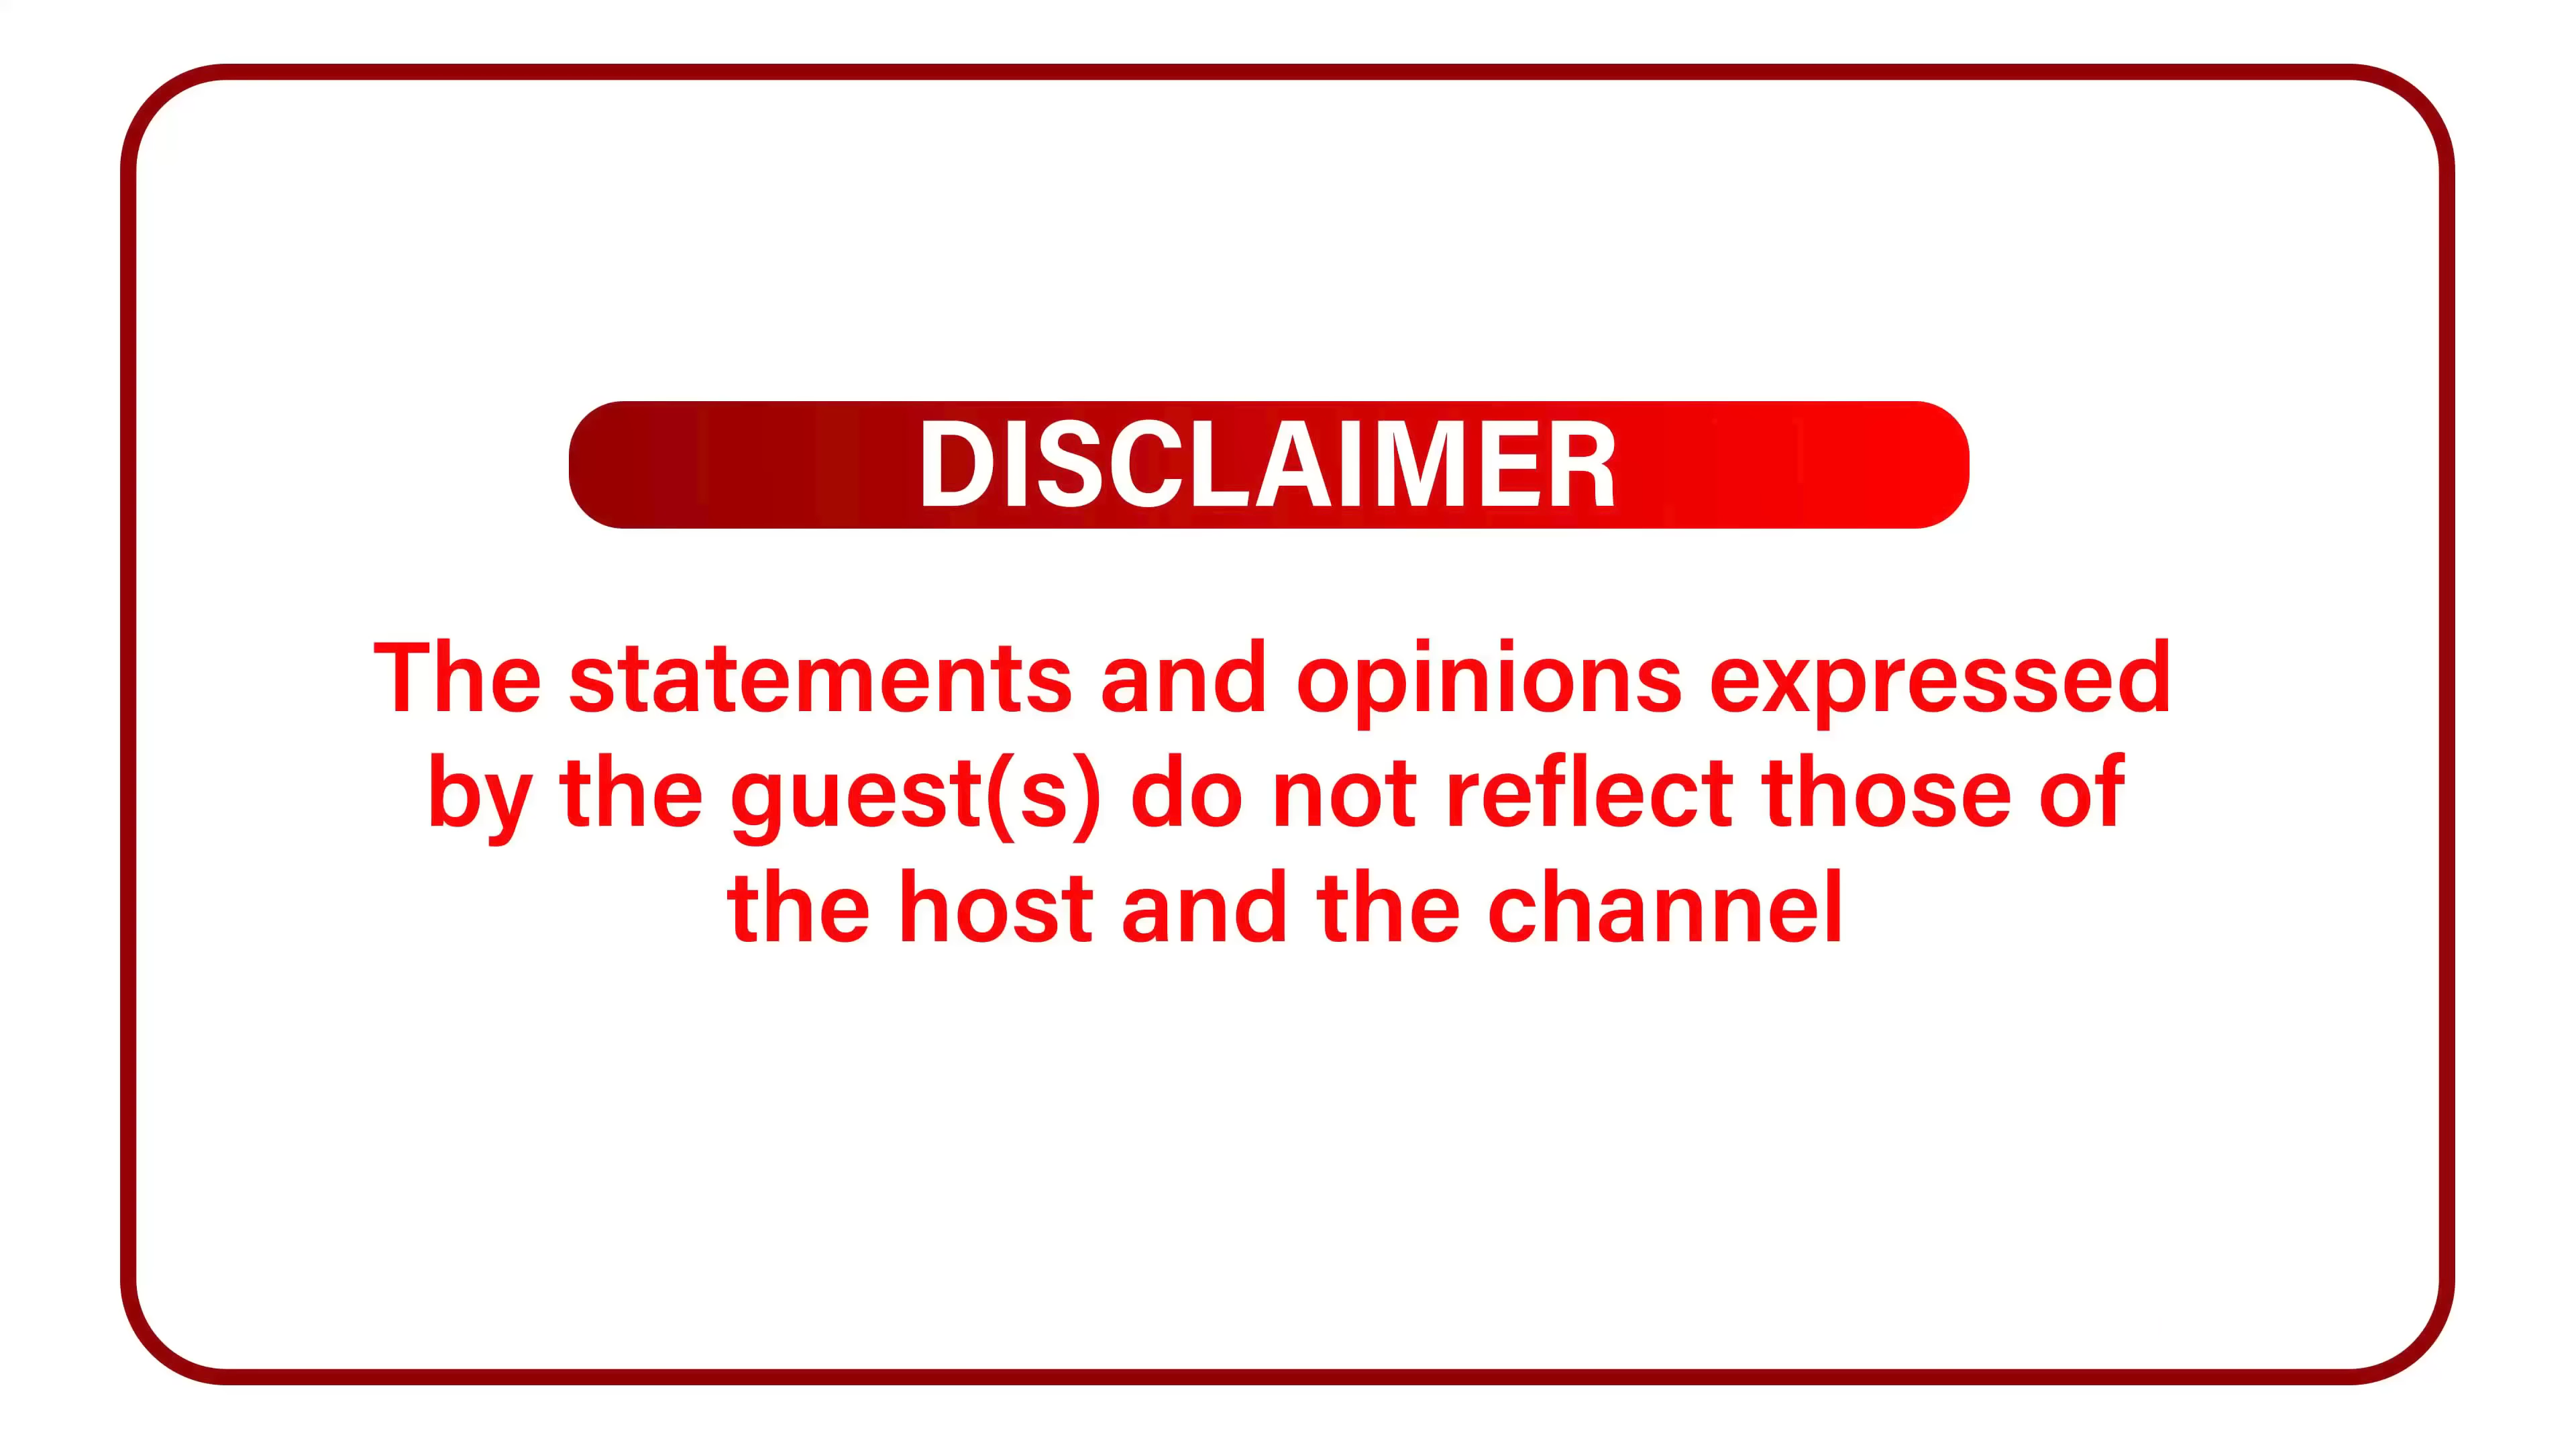 DISCLAIMER
The statements and opinions expressed
by the guest(s) do not reflect those of
the host and the channel